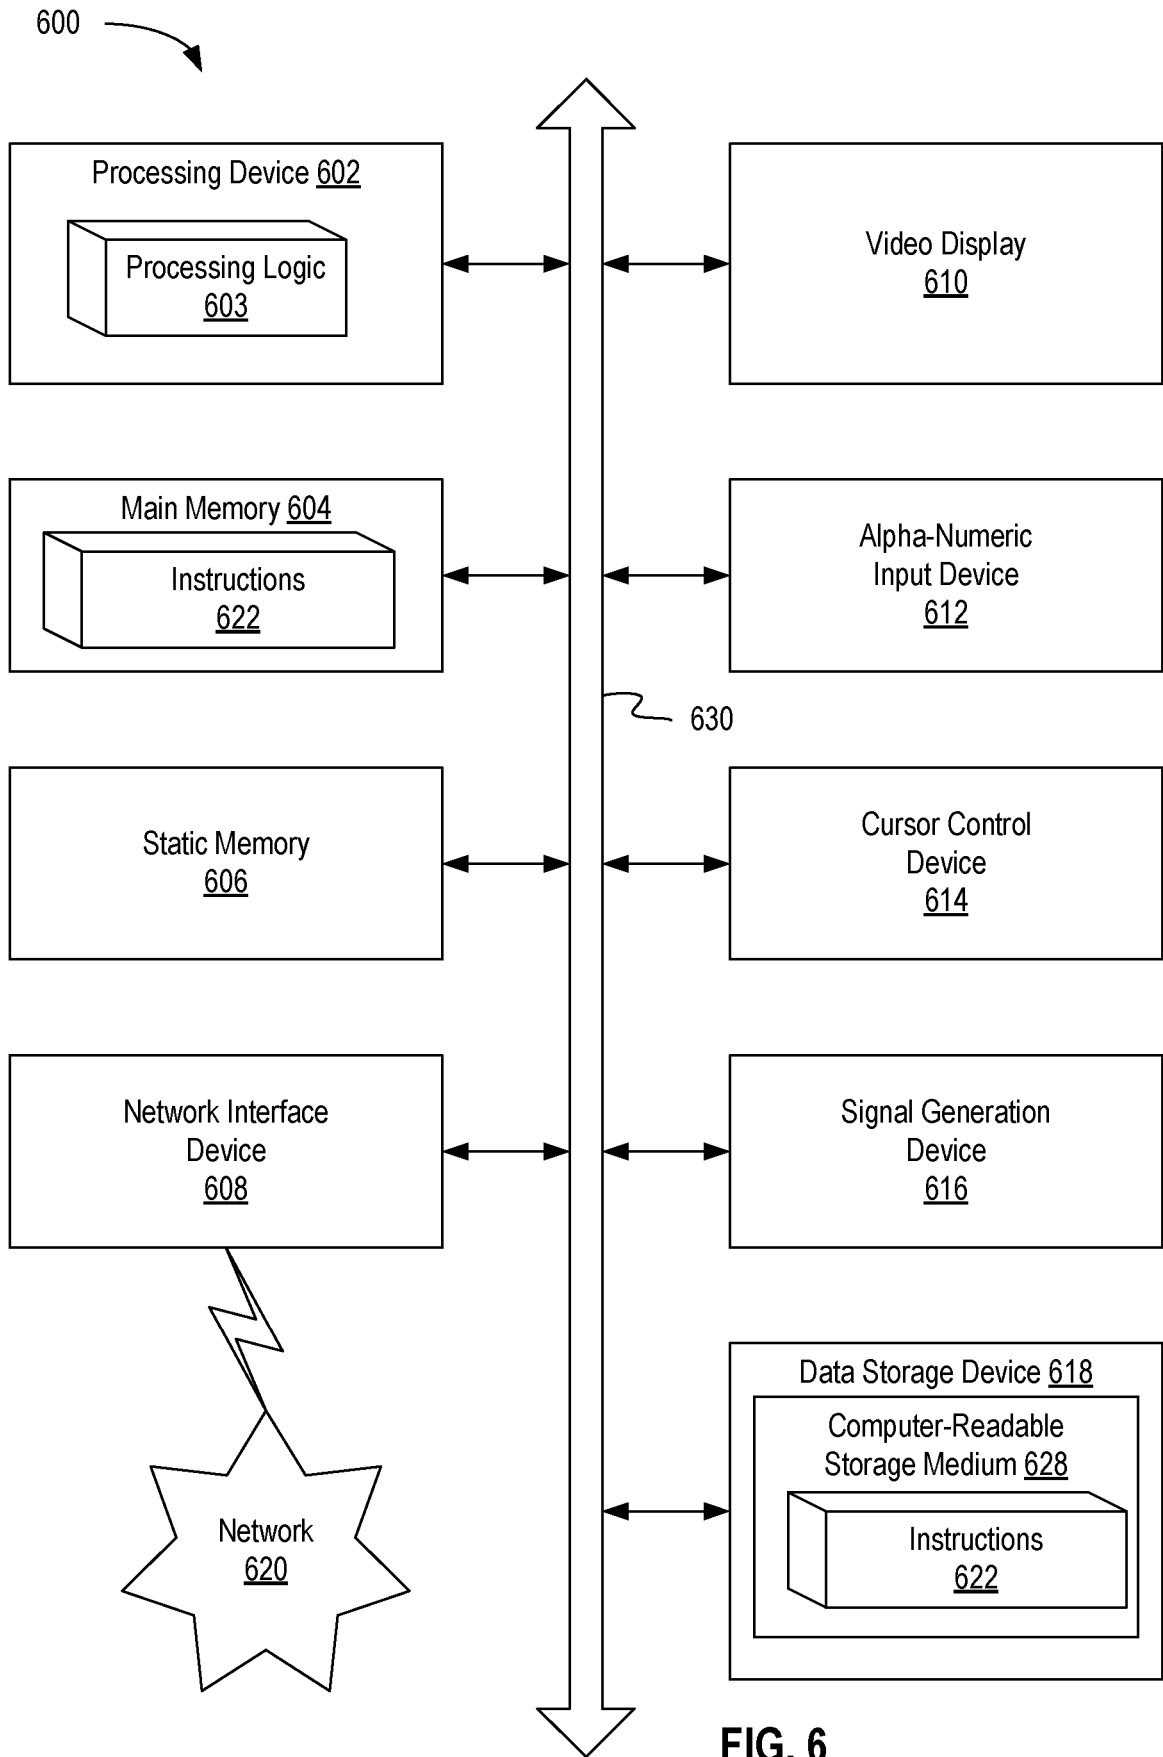 600
Processing Device 602
Processing Logic
603
Video Display
610
Main Memory 604
Instructions
622
Alpha-Numeric
Input Device
612
630
Static Memory
606
Cursor Control
Device
614
Network Interface
Device
608
Signal Generation
Device
616
Data Storage Device 618
Computer-Readable
Storage Medium 628
Instructions
622
Network
620
FIG. 6